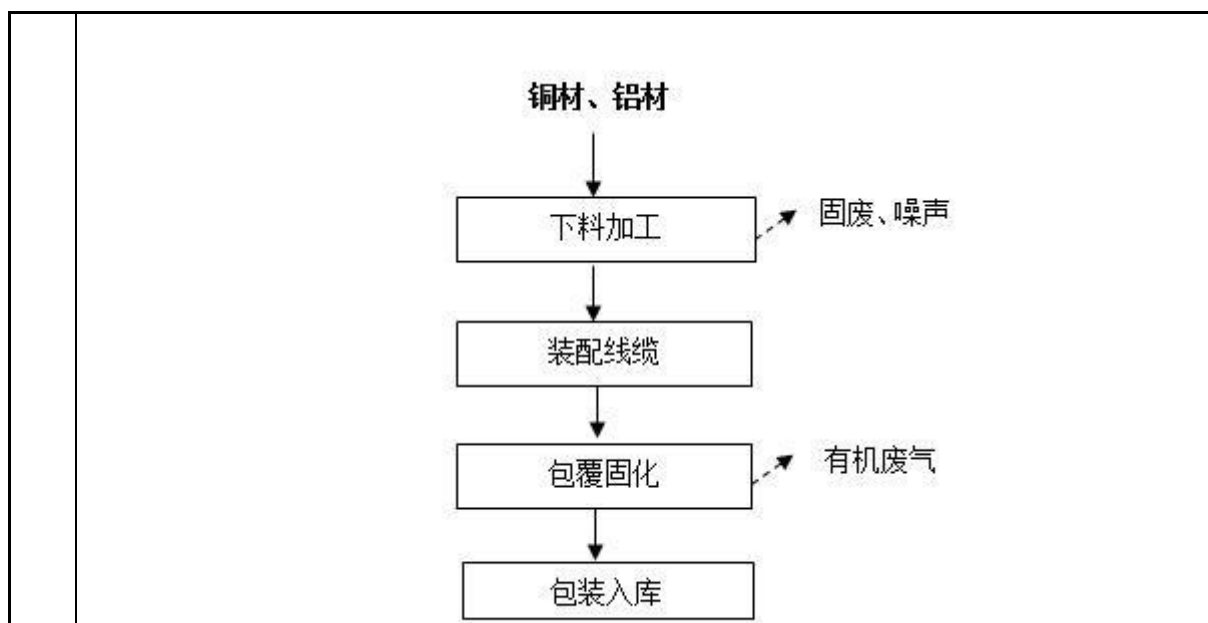 铜材、铝材
下料加工
固废、噪声
装配线缆
包覆固化
有机废气
包装入库